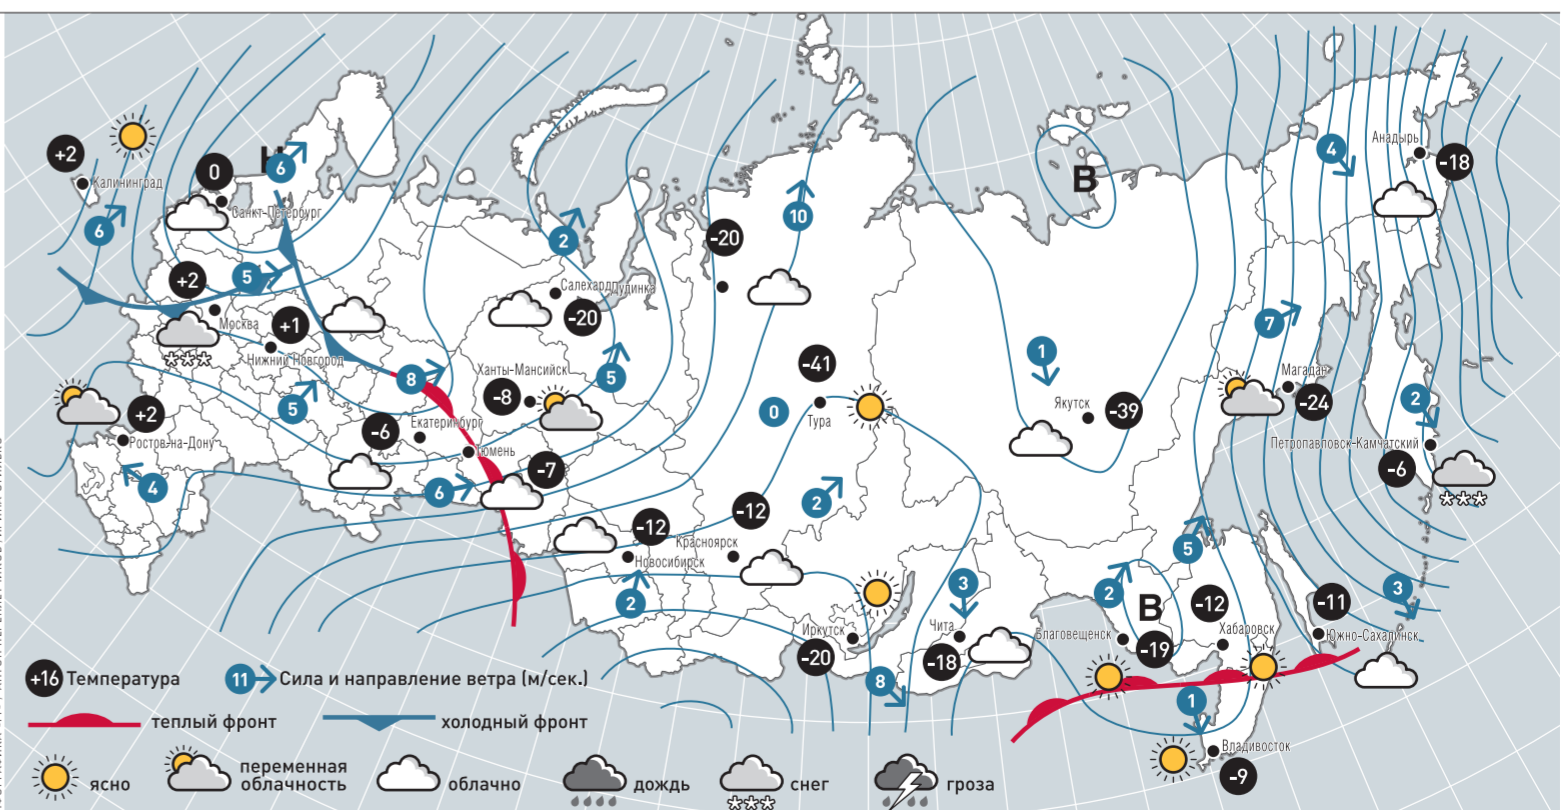 Н
6
+2
Калининград
6
0
Санкт-Петербург
+2
5
Москва
+1
Нижний Новгород
8
5
+2
Ростов-на-Дону
4
-6
Екатеринбург
Тюмень
6
-7
2
Салехард
-20
Дудинка
-20
10
Ханты-Мансийск
-8
5
-41
0
Тура
2
-12
Красноярск
-12
Новосибирск
2
Иркутск
-20
8
3
Чита
-18
В
1
Якутск
-39
4
Анадырь
-18
7
Магадан
-24
2
Петропавловск-Камчатский
-6
5
2
В
-12
Хабаровск
Благовещенск
-19
-11
Южно-Сахалинск
3
1
Владивосток
-9
+16 Температура
11 Сила и направление ветра (м/сек.)
теплый фронт
холодный фронт
ясно
переменная
облачность
облачно
дождь
снег
гроза